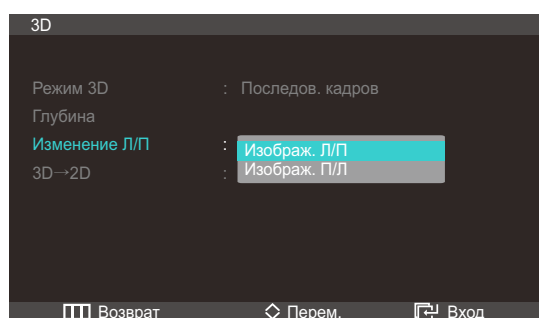 3D
Режим 3D : Последов. кадров
Глубина
Изменение Л/П : Изображ. Л/П
Изображ. П/Л
3D→2D :
Возврат Перем. Вход